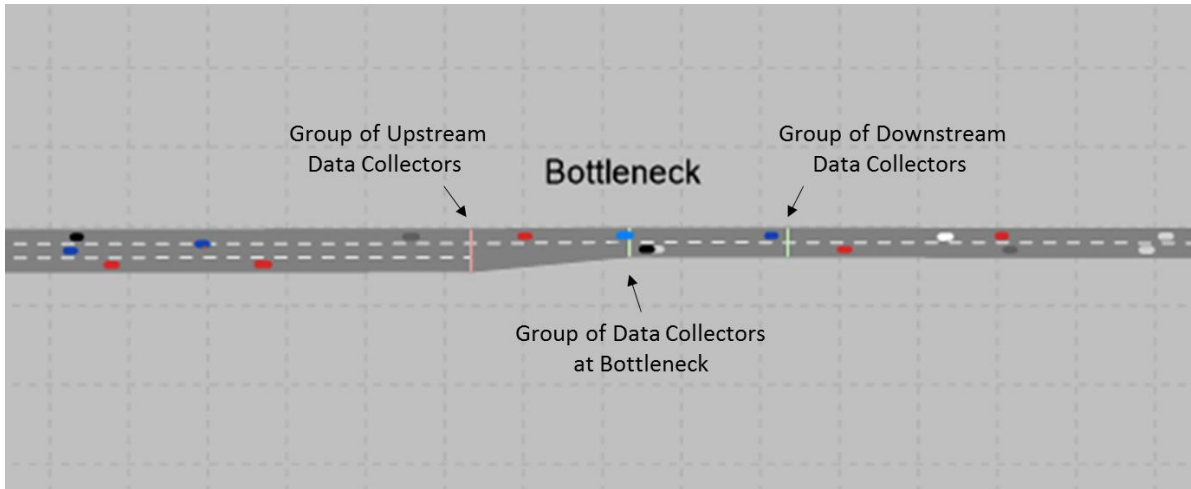 Group of Upstream
Data Collectors
Bottleneck
Group of Downstream
Data Collectors
Group of Data Collectors
at Bottleneck